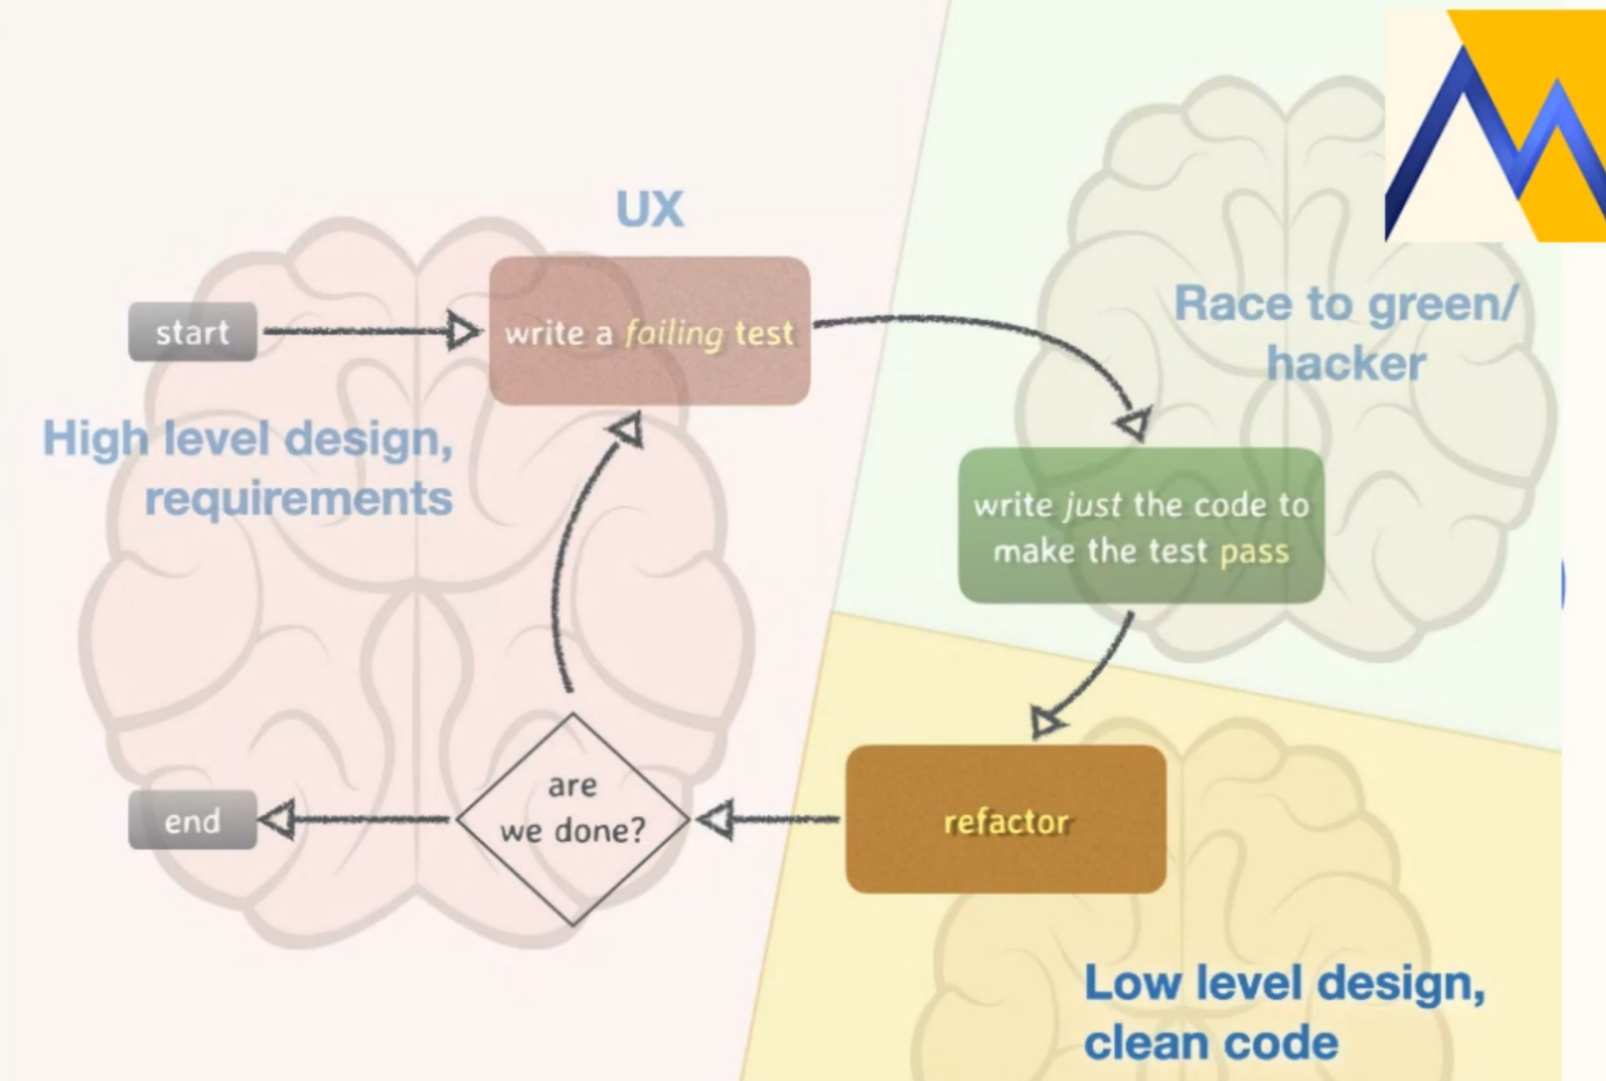 UX
start
write a failing test
Race to green/
hacker
High level design,
requirements
write just the code to
make the test pass
are
we done?
end
refactor
Low level design,
clean code